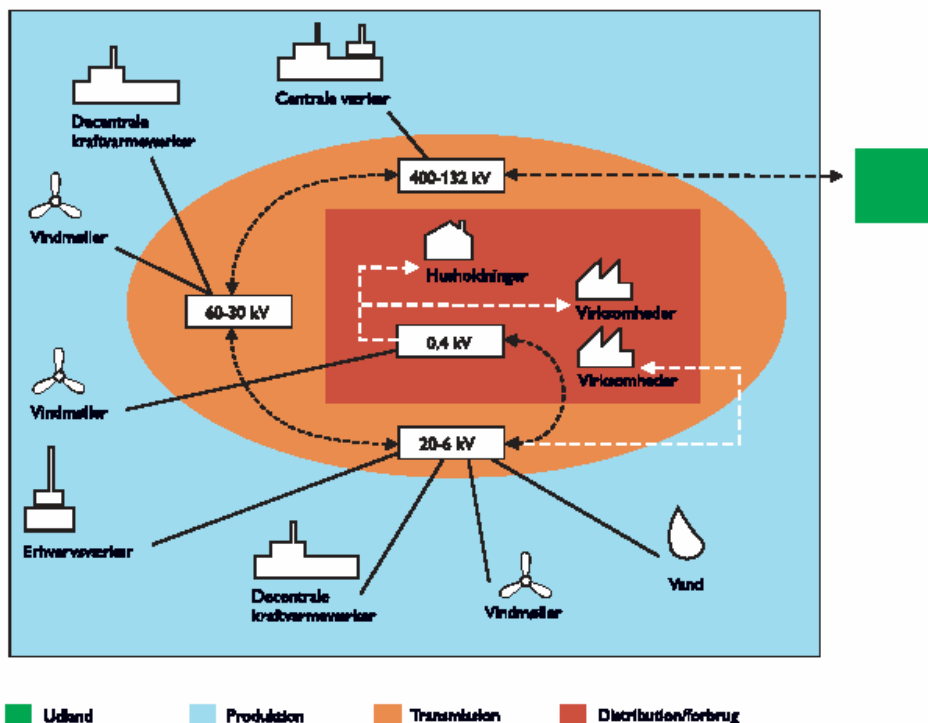 Centrale værker
Decentrale
kraftvarmeværker
400-132 kV
Vindmøller
Husholdninger
60-30 kV
Virksomheder
0,4 kV
Virksomheder
Vindmøller
20-6 kV
Erhvervsværker
Decentrale
kraftvarmeværker
Vindmøller
Vand
Udland
Produktion
Transmission
Distribution/forbrug